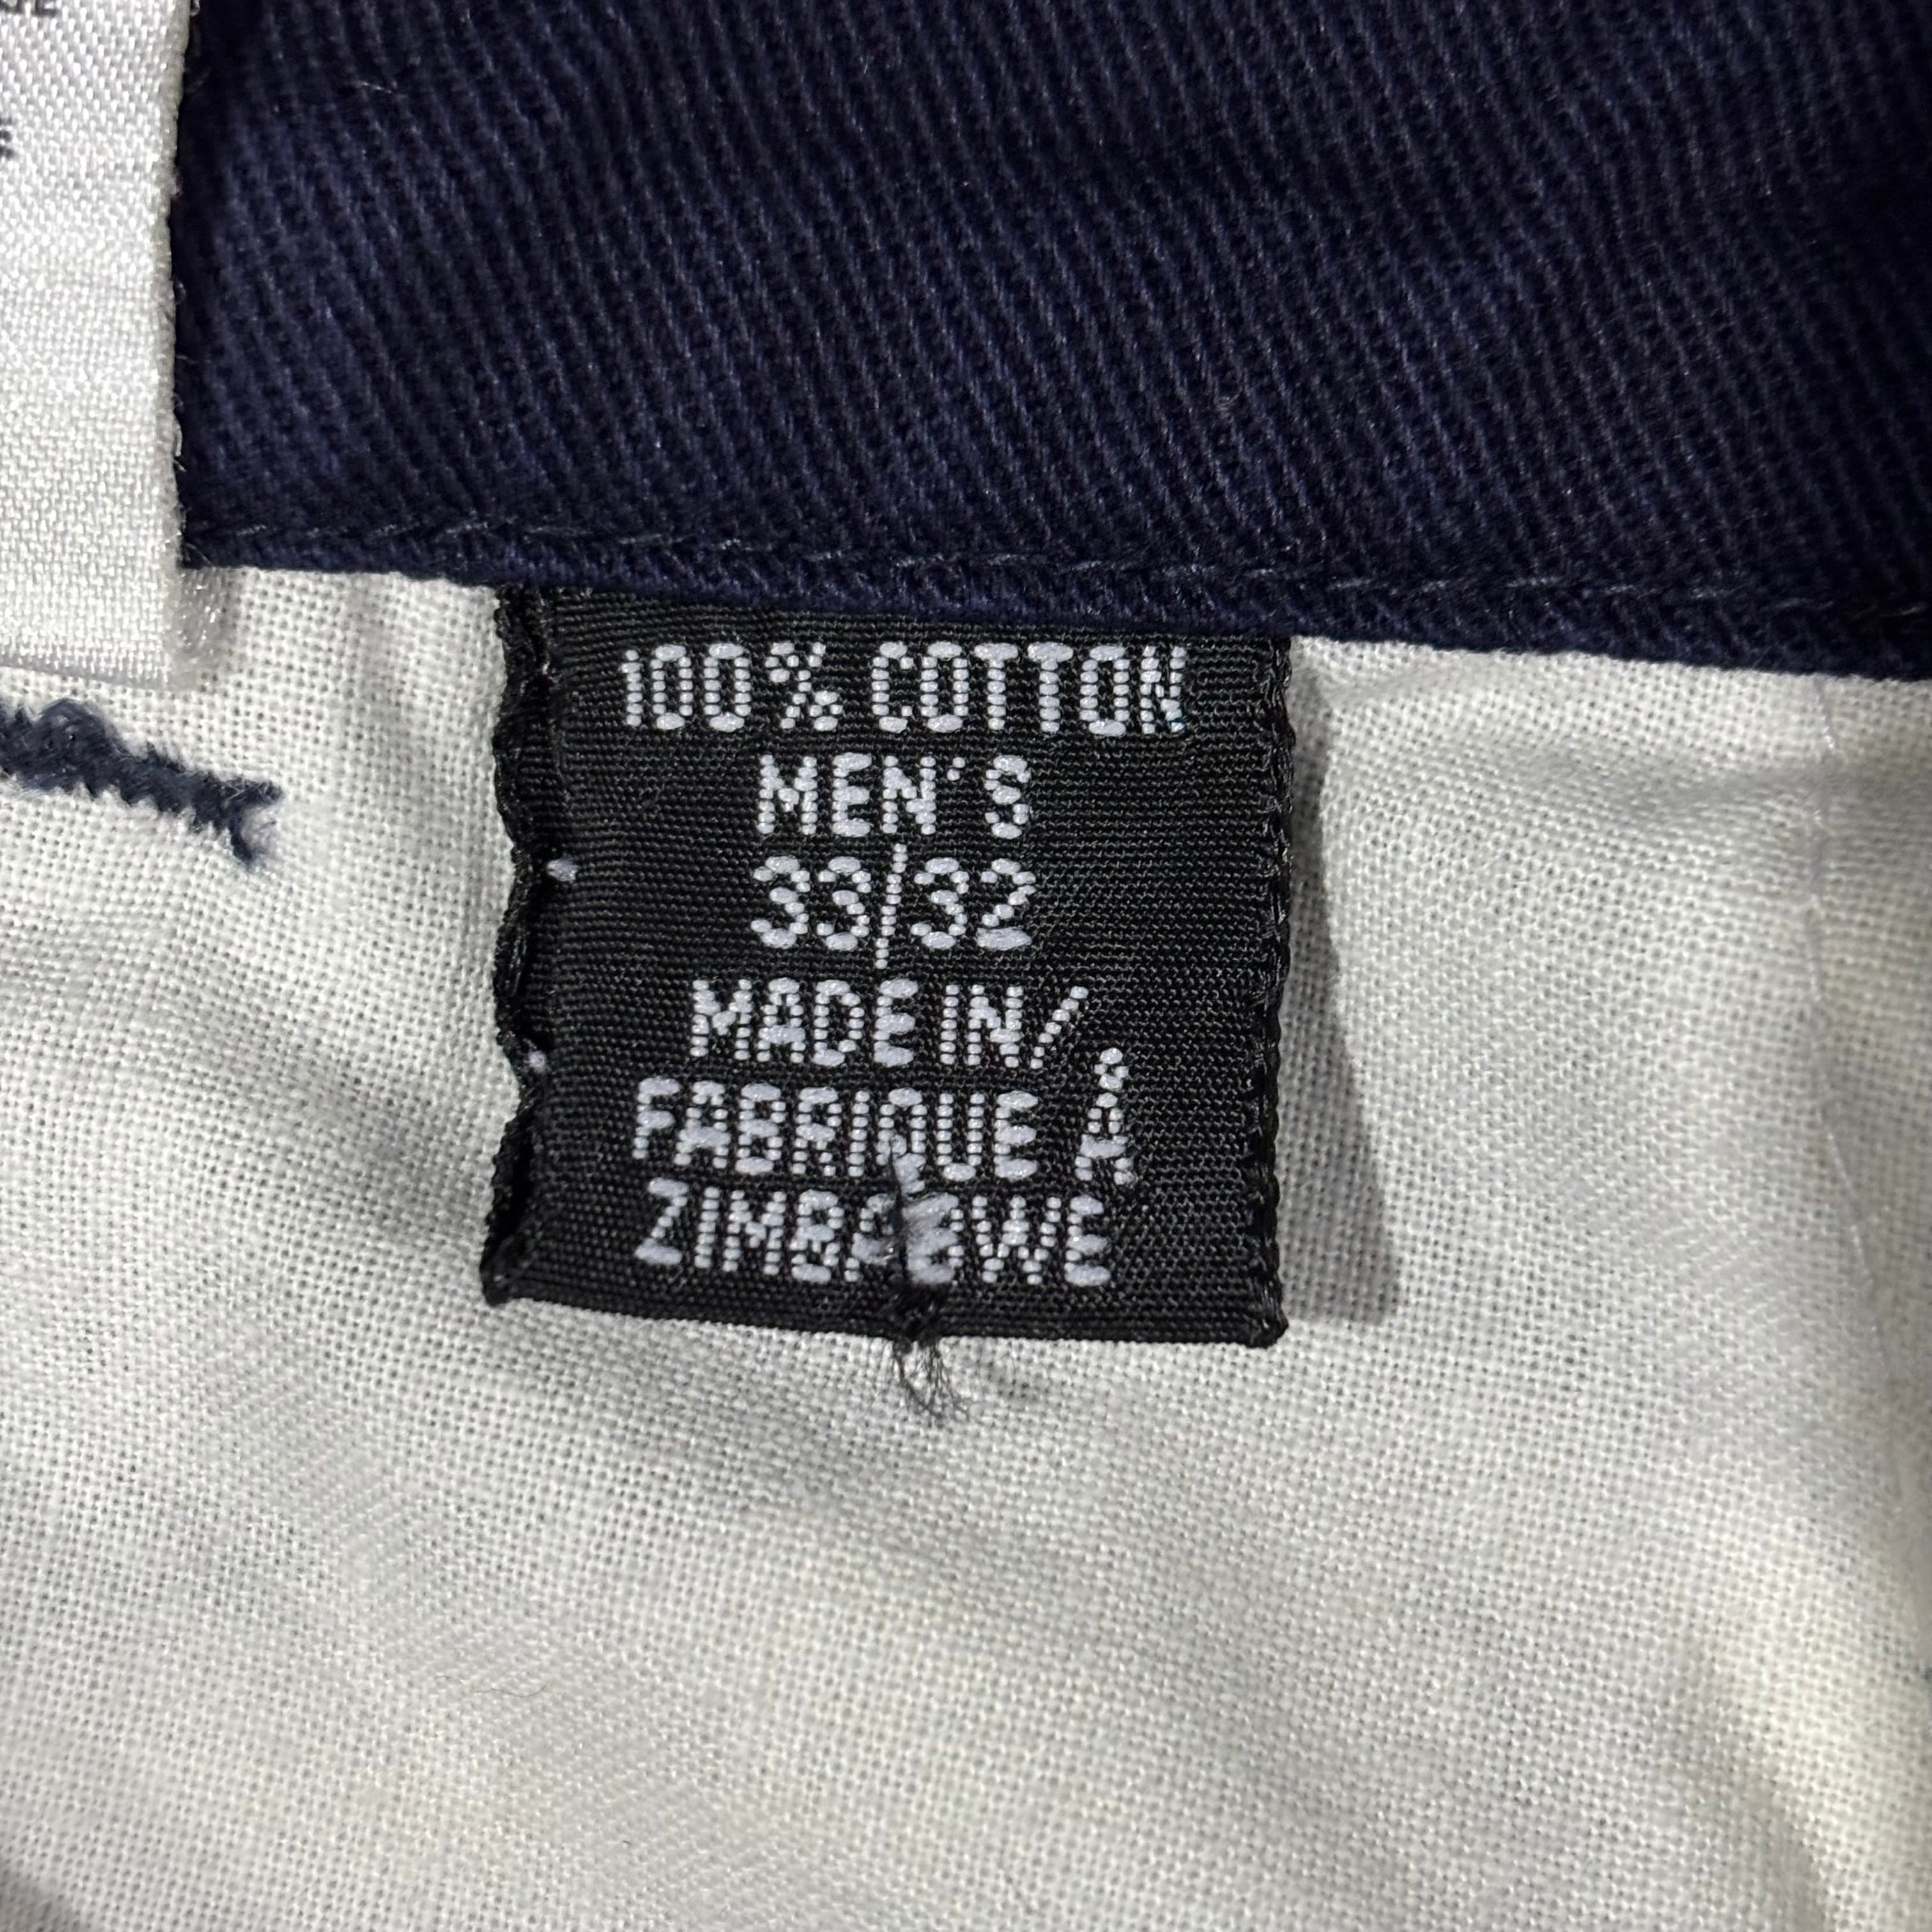 100% COTTON
MEN'S
33/32
MADE IN/
FABRIQUE Å
ZIMBABWE